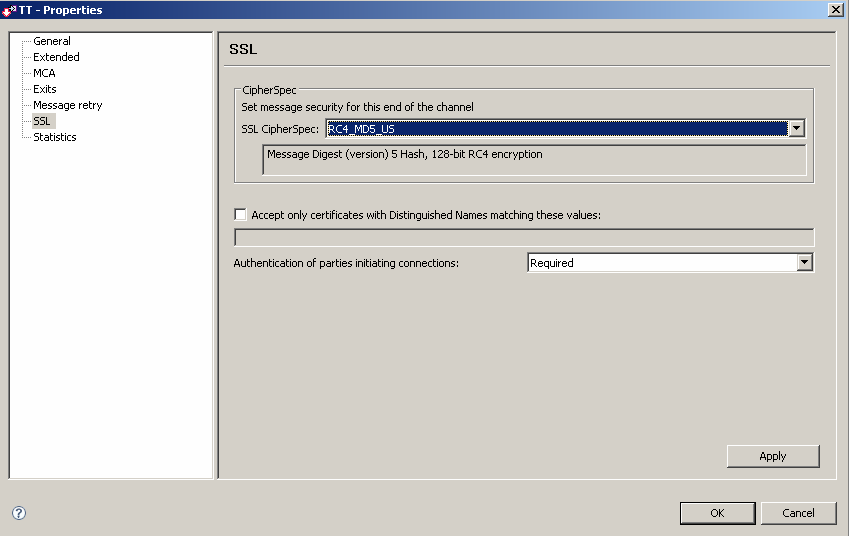 TT - Properties
General
Extended
MCA
Exits
Message retry
SSL
Statistics
SSL
CipherSpec
Set message security for this end of the channel
SSL CipherSpec: RC4_MD5_US
Message Digest (version) 5 Hash, 128-bit RC4 encryption
Accept only certificates with Distinguished Names matching these values:
Authentication of parties initiating connections: Required
Apply
? OK Cancel